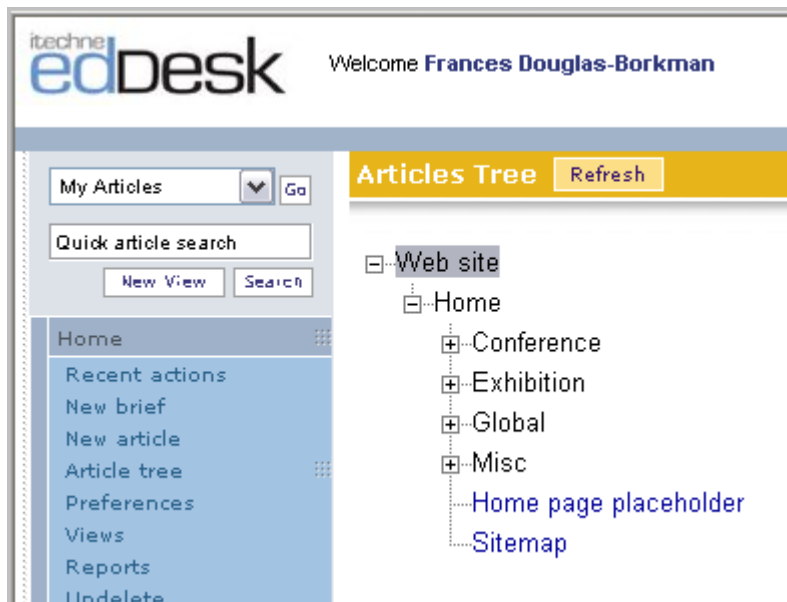 itechne
edDesk
Welcome Frances Douglas-Borkman
My Articles
Go
Quick article search
New View
Search
Home
Recent actions
New brief
New article
Article tree
Preferences
Views
Reports
Undelete
Articles Tree
Refresh
Web site
Home
Conference
Exhibition
Global
Misc
Home page placeholder
Sitemap